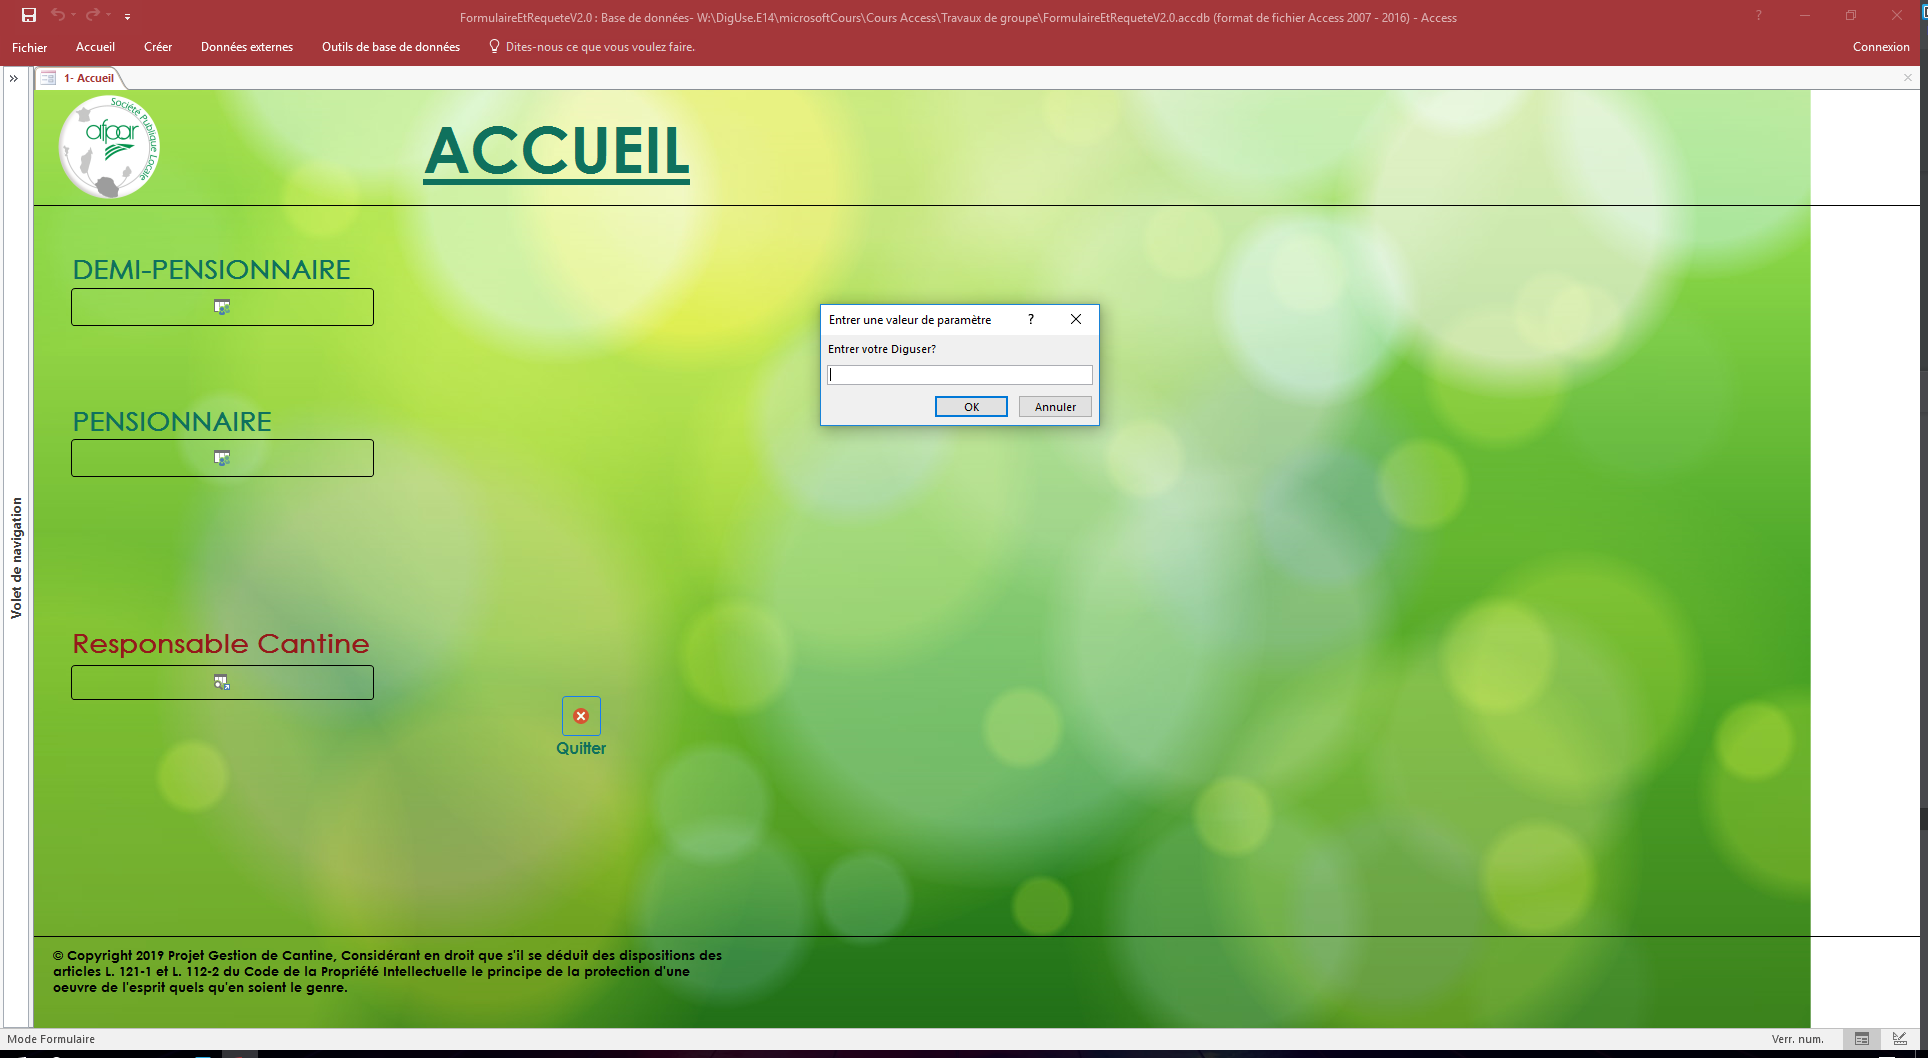 FormulaireEtRequeteV2.0 : Base de données- W:\DigUse.E14\microsoftCours\Cours Access\Travaux de groupe\FormulaireEtRequeteV2.0.accdb (format de fichier Access 2007 - 2016) - Access
?
Fichier Accueil Créer Données externes Outils de base de données Dites-nous ce que vous voulez faire. Connexion
» 1- Accueil
Société Publique Locale
afpar
ACCUEIL
DEMI-PENSIONNAIRE
Entrer une valeur de paramètre ?
Entrer votre Diguser?
OK Annuler
PENSIONNAIRE
Volet de navigation
Responsable Cantine
Quitter
© Copyright 2019 Projet Gestion de Cantine, Considérant en droit que s'il se déduit des dispositions des
articles L. 121-1 et L. 112-2 du Code de la Propriété Intellectuelle le principe de la protection d'une
oeuvre de l'esprit quels qu'en soient le genre.
Mode Formulaire Verr. num.